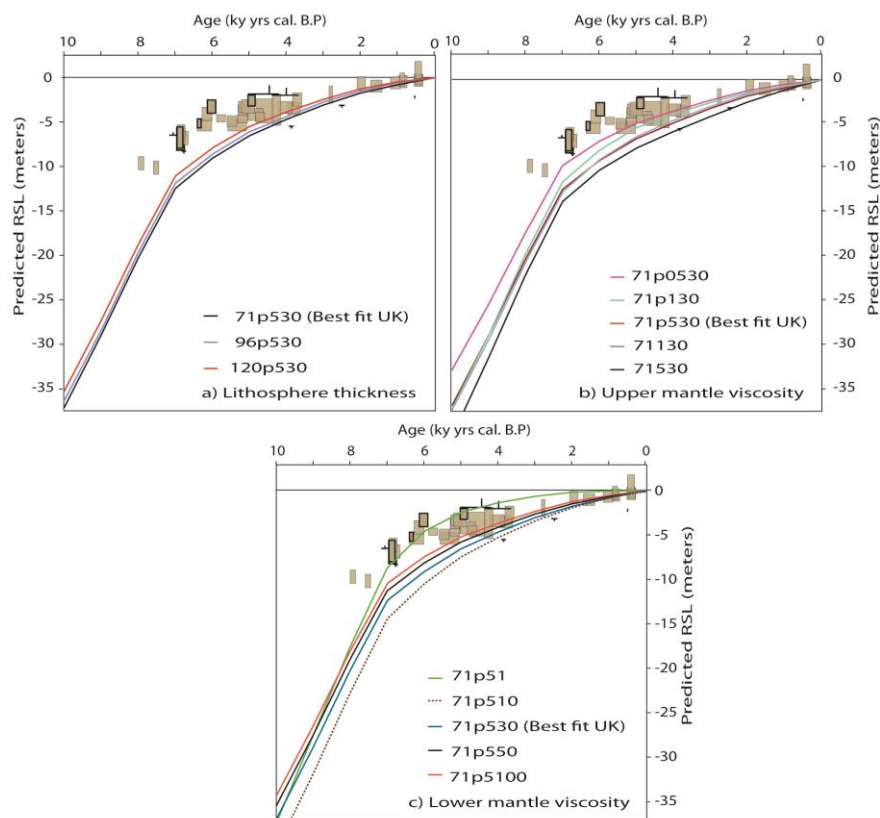 Age (ky yrs cal. B.P)
10 8 6 4 2 0
0
-5
-10
-15
-20
-25
-30
-35
Predicted RSL (meters)
71p530 (Best fit UK)
96p530
120p530
a) Lithosphere thickness
Age (ky yrs cal. B.P)
10 8 6 4 2 0
0
-5
-10
-15
-20
-25
-30
-35
Predicted RSL (meters)
71p0530
71p130
71p530 (Best fit UK)
71130
71530
b) Upper mantle viscosity
Age (ky yrs cal. B.P)
10 8 6 4 2 0
0
-5
-10
-15
-20
-25
-30
-35
Predicted RSL (meters)
71p51
71p510
71p530 (Best fit UK)
71p550
71p5100
c) Lower mantle viscosity